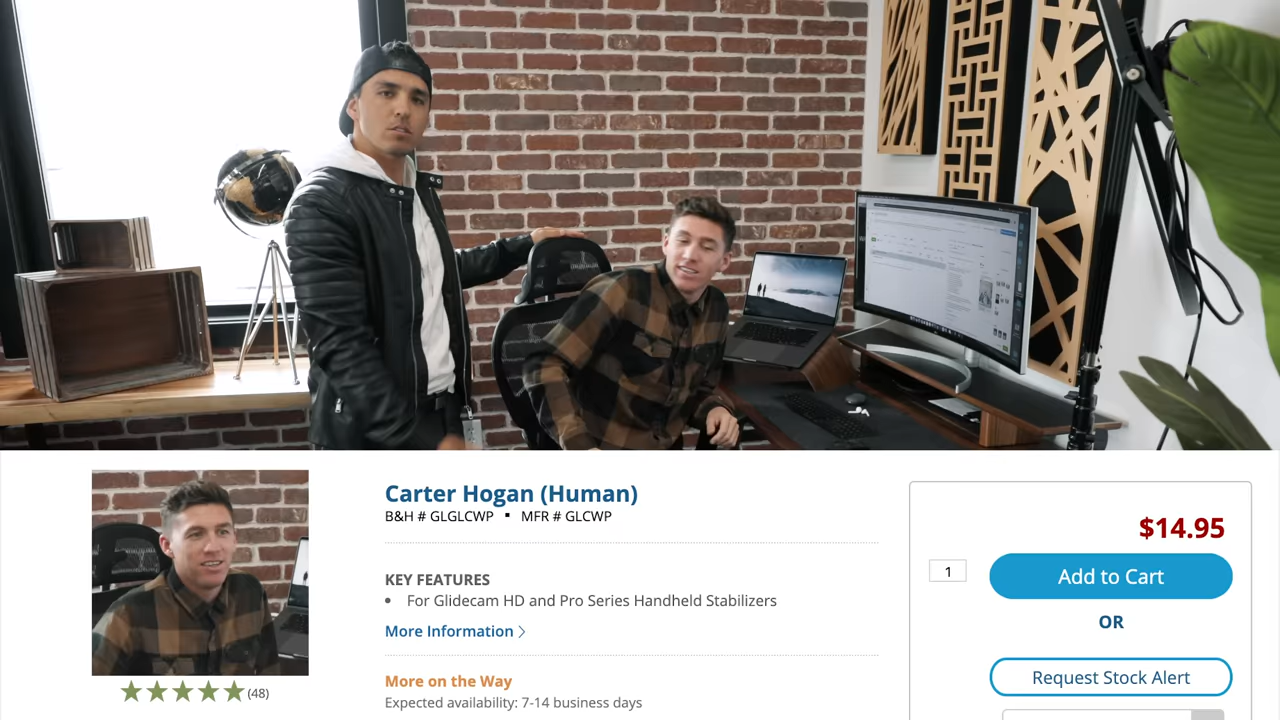 Carter Hogan (Human)
B&H # GLGLCWP ▪ MFR # GLCWP
$14.95
1
Add to Cart
KEY FEATURES
• For Glidecam HD and Pro Series Handheld Stabilizers
OR
More Information >
Request Stock Alert
More on the Way
(48)
Expected availability: 7-14 business days